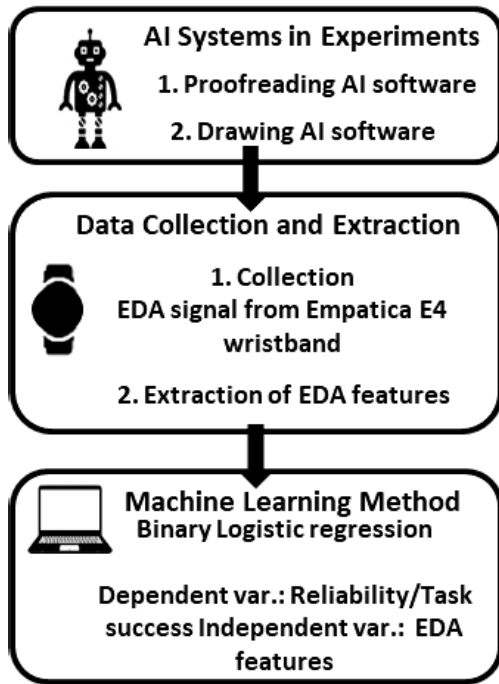 AI Systems in Experiments
1. Proofreading AI software
2. Drawing AI software
Data Collection and Extraction
1. Collection
EDA signal from Empatica E4
wristband
2. Extraction of EDA features
Machine Learning Method
Binary Logistic regression
Dependent var.: Reliability/Task
success Independent var.: EDA
features